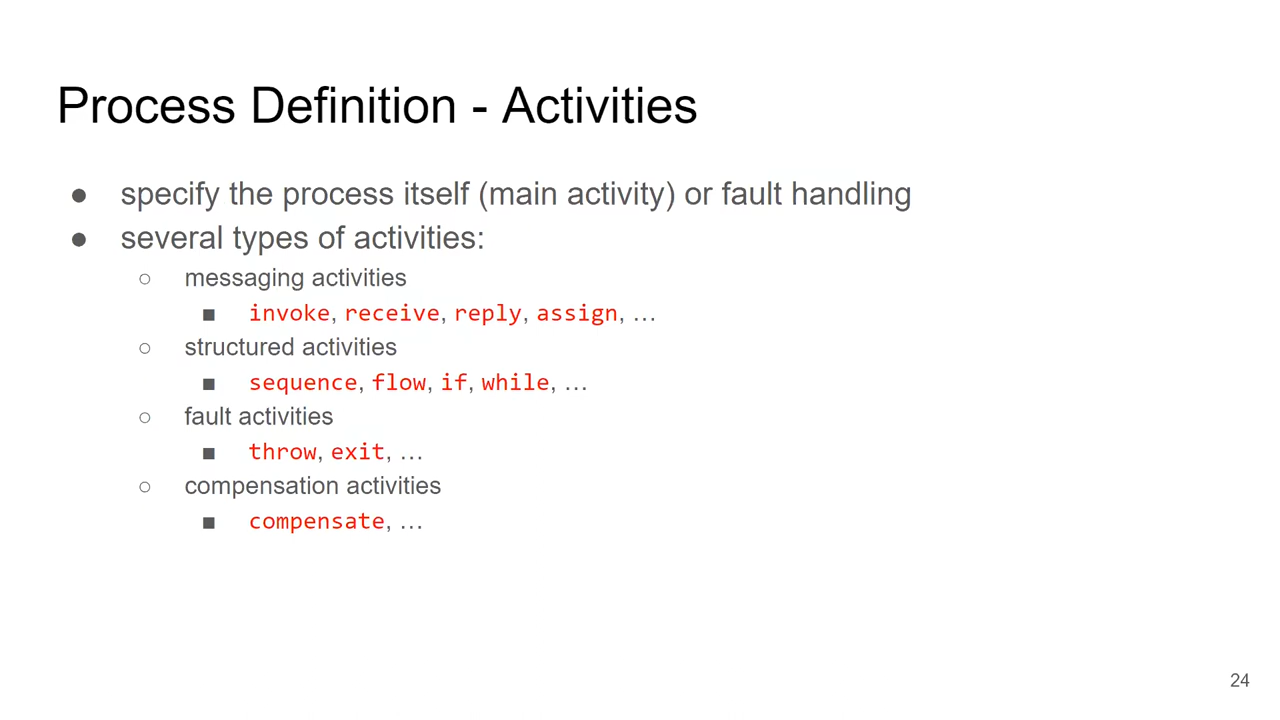 Process Definition - Activities
● specify the process itself (main activity) or fault handling
● several types of activities:
○ messaging activities
■ invoke, receive, reply, assign, …
○ structured activities
■ sequence, flow, if, while, …
○ fault activities
■ throw, exit, …
○ compensation activities
■ compensate, …
24